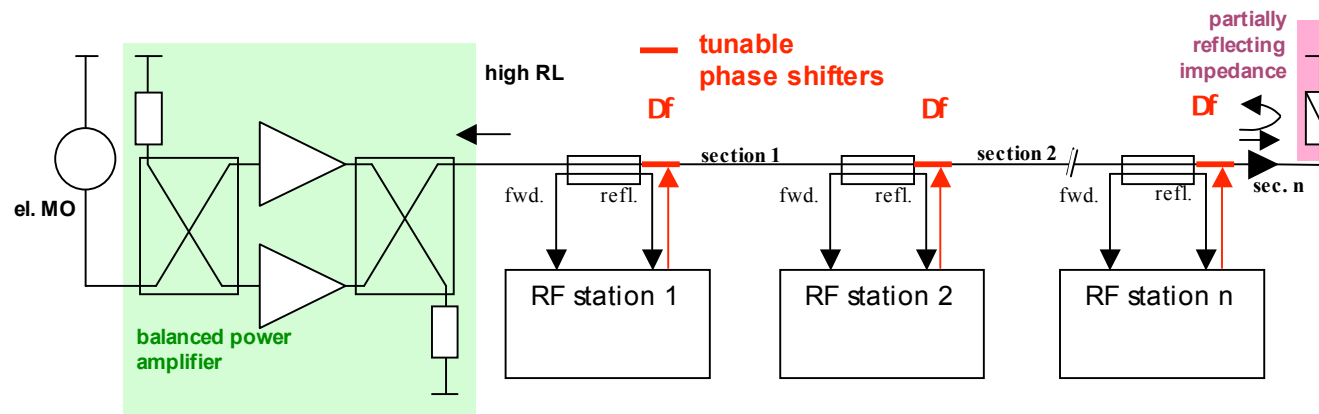 tunable
phase shifters
partially
reflecting
impedance
high RL
Df
Df
Df
section 1
section 2
sec. n
fwd.
refl.
fwd.
refl.
fwd.
refl.
el. MO
RF station 1
RF station 2
RF station n
balanced power
amplifier